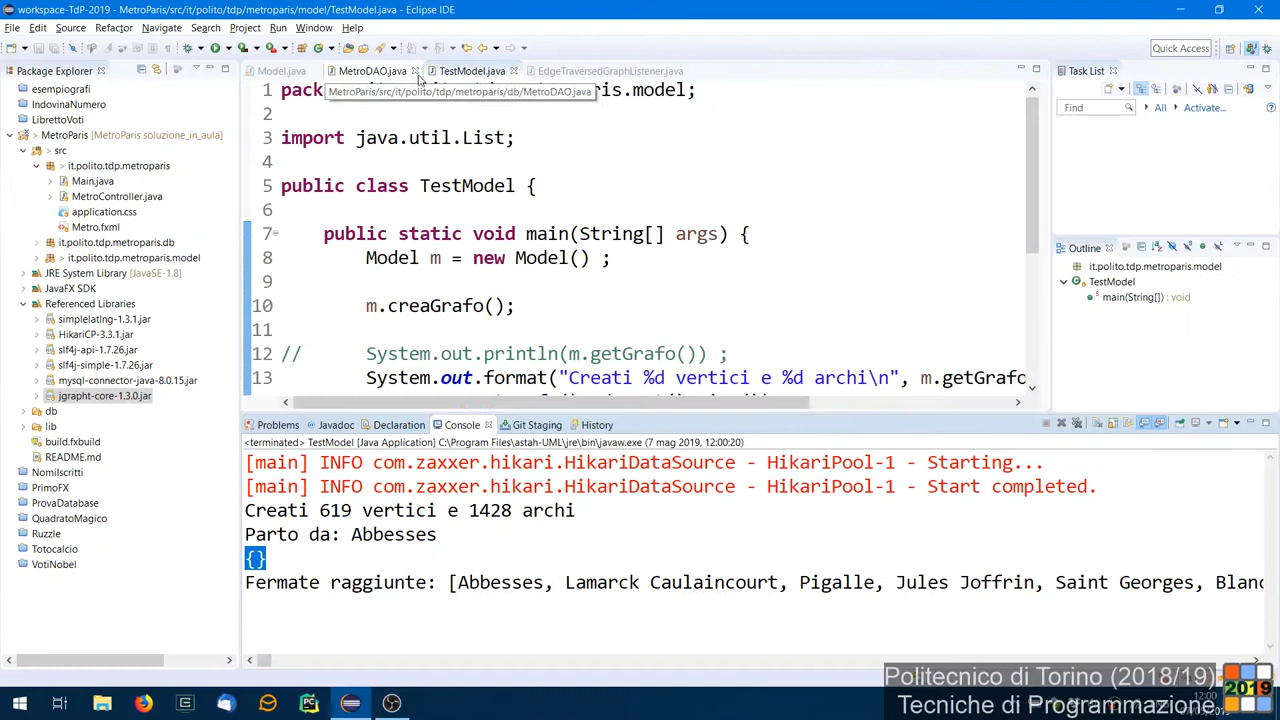 workspace-TdP-2019 - MetroParis/src/it/polito/tdp/metroparis/model/TestModel.java - Eclipse IDE
File Edit Source Refactor Navigate Search Project Run Window Help
Quick Access
Package Explorer
Model.java
MetroDAO.java
TestModel.java
EdgeTraversedGraphListener.java
Task List
MetroParis/src/it/polito/tdp/metroparis/db/MetroDAO.java
Find
All
Activate...
esempiografi
IndovinaNumero
LibrettoVoti
MetroParis [MetroParis soluzione_in_aula]
> src
> it.polito.tdp.metroparis
Main.java
MetroController.java
application.css
Metro.fxml
it.polito.tdp.metroparis.db
> it.polito.tdp.metroparis.model
JRE System Library [JavaSE-1.8]
JavaFX SDK
Referenced Libraries
simplelatlng-1.3.1.jar
HikariCP-3.3.1.jar
slf4j-api-1.7.26.jar
slf4j-simple-1.7.26.jar
mysql-connector-java-8.0.15.jar
jgrapht-core-1.3.0.jar
db
lib
build.fxbuild
README.md
NomiIscritti
PrimoFX
ProvaDatabase
QuadratoMagico
Ruzzle
Totocalcio
VotiNobel
1 pack ris.model;
2
3 import java.util.List;
4
5 public class TestModel {
6
7 public static void main(String[] args) {
8 Model m = new Model() ;
9
10 m.creaGrafo();
11
12 // System.out.println(m.getGrafo()) ;
13 System.out.format("Creati %d vertici e %d archi\n", m.getGrafo
Outline
it.polito.tdp.metroparis.model
TestModel
main(String[]) : void
Problems Javadoc Declaration Console Git Staging History
<terminated> TestModel [Java Application] C:\Program Files\astah-UML\jre\bin\javaw.exe (7 mag 2019, 12:00:20)
[main] INFO com.zaxxer.hikari.HikariDataSource - HikariPool-1 - Starting...
[main] INFO com.zaxxer.hikari.HikariDataSource - HikariPool-1 - Start completed.
Creati 619 vertici e 1428 archi
Parto da: Abbesses
{}
Fermate raggiunte: [Abbesses, Lamarck Caulaincourt, Pigalle, Jules Joffrin, Saint Georges, Blanc
Politecnico di Torino (2018/19)
Tecniche di Programmazione
2019
12:00